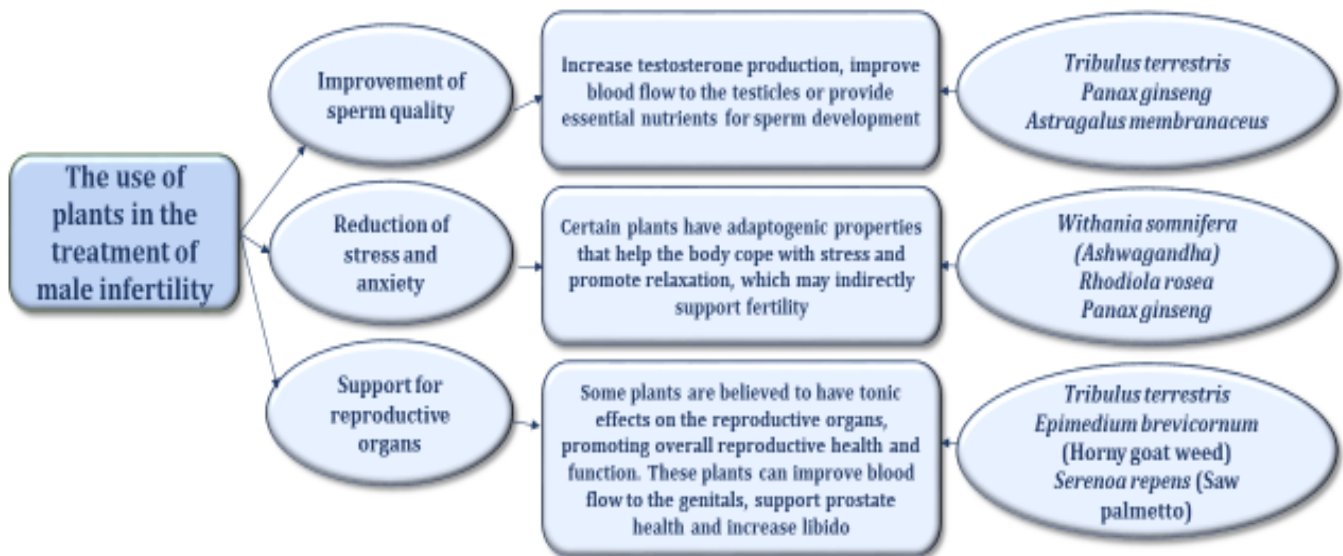 The use of
plants in the
treatment of
male infertility
Improvement of
sperm quality
Increase testosterone production, improve
blood flow to the testicles or provide
essential nutrients for sperm development
Tribulus terrestris
Panax ginseng
Astragalus membranaceus
Reduction of
stress and
anxiety
Certain plants have adaptogenic properties
that help the body cope with stress and
promote relaxation, which may indirectly
support fertility
Withania somnifera
(Ashwagandha)
Rhodiola rosea
Panax ginseng
Support for
reproductive
organs
Some plants are believed to have tonic
effects on the reproductive organs,
promoting overall reproductive health and
function. These plants can improve blood
flow to the genitals, support prostate
health and increase libido
Tribulus terrestris
Epimedium brevicornum
(Horny goat weed)
Serenoa repens (Saw
palmetto)